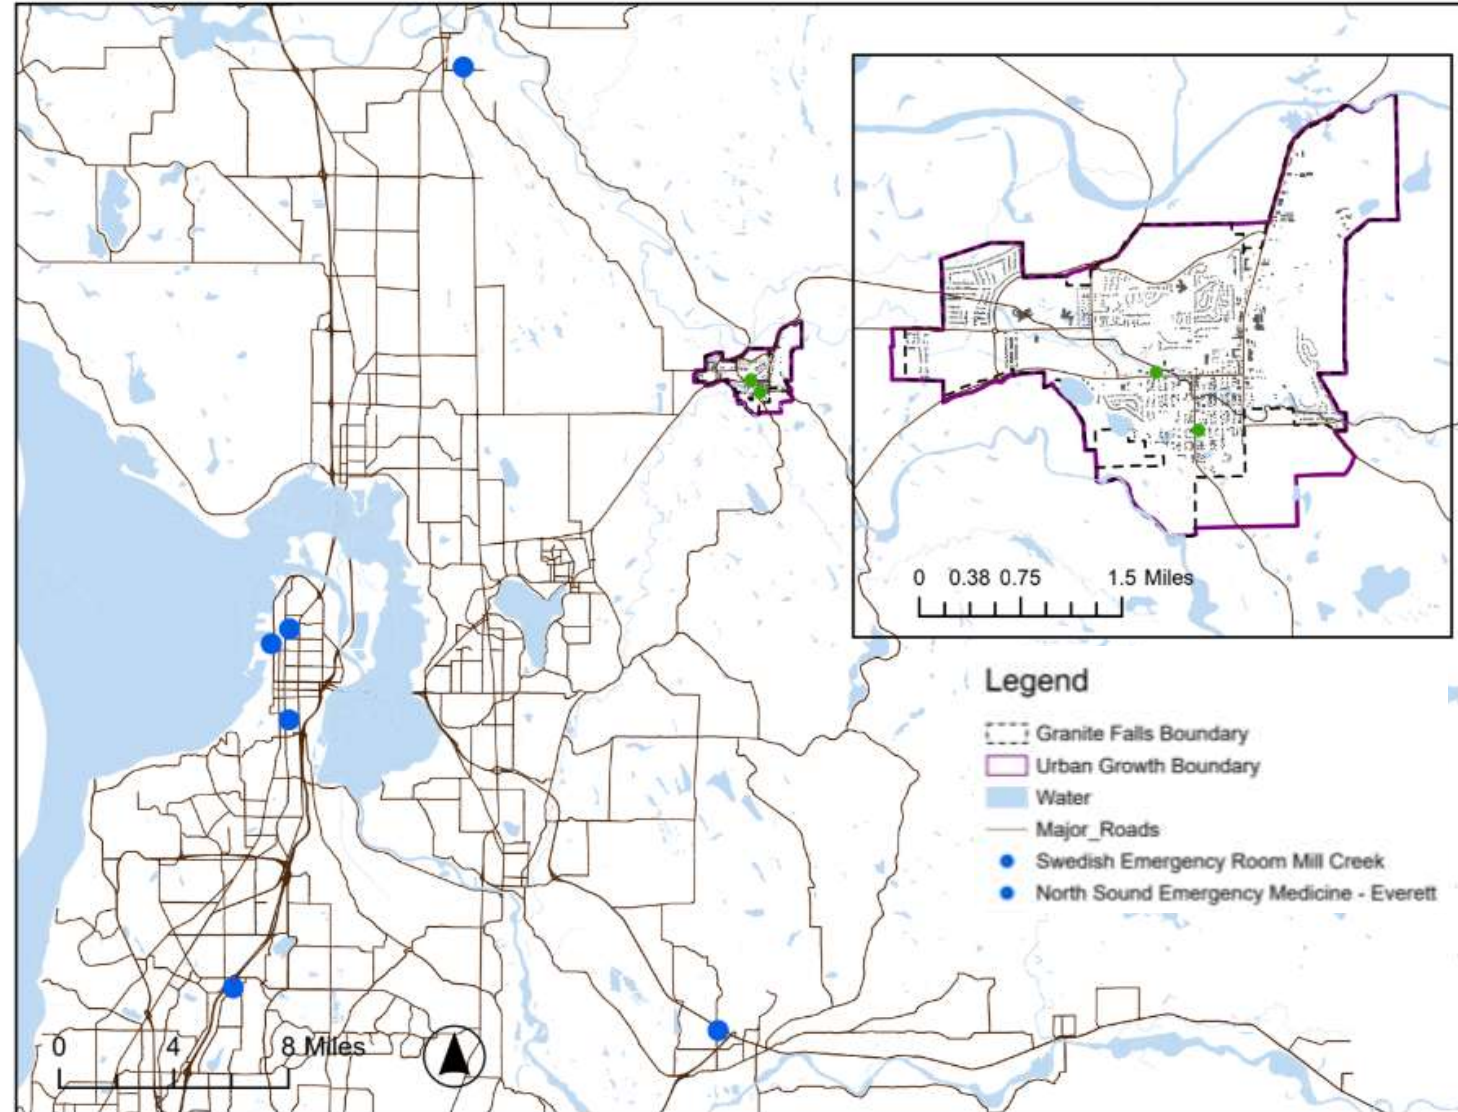 0 0.38 0.75 1.5 Miles
Legend
Granite Falls Boundary
Urban Growth Boundary
Water
Major_Roads
Swedish Emergency Room Mill Creek
North Sound Emergency Medicine - Everett
0 4 8 Miles